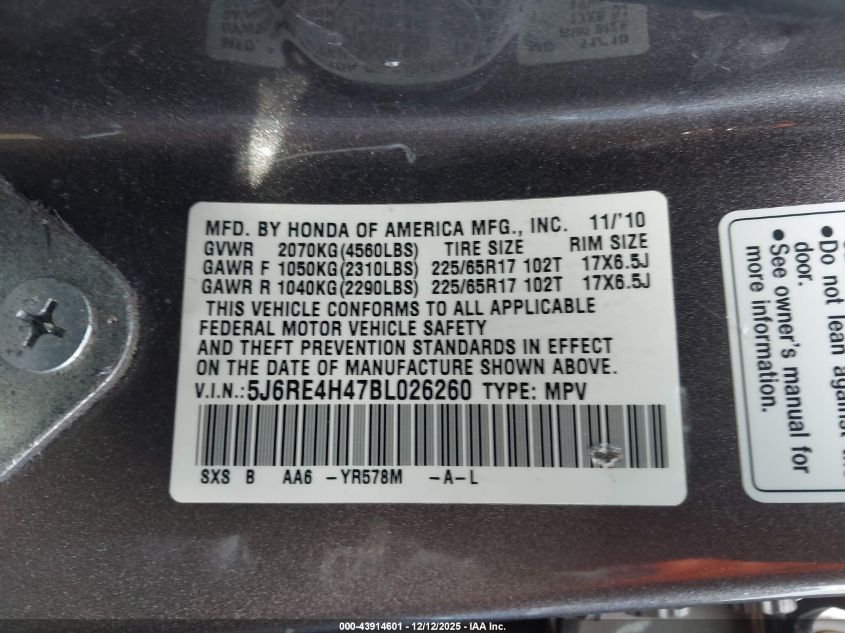 MFD. BY HONDA OF AMERICA MFG., INC. 11/'10
GVWR 2070KG(4560LBS) TIRE SIZE RIM SIZE
GAWR F 1050KG(2310LBS) 225/65R17 102T 17X6.5J
GAWR R 1040KG(2290LBS) 225/65R17 102T 17X6.5J
THIS VEHICLE CONFORMS TO ALL APPLICABLE
FEDERAL MOTOR VEHICLE SAFETY
AND THEFT PREVENTION STANDARDS IN EFFECT
ON THE DATE OF MANUFACTURE SHOWN ABOVE.
V.I.N.:5J6RE4H47BL026260 TYPE: MPV
SXS B AA6 -YR578M -A-L
•Do not lean against
door.
•See owner's manual for
more information.
000-43914601 - 12/12/2025 - IAA Inc.